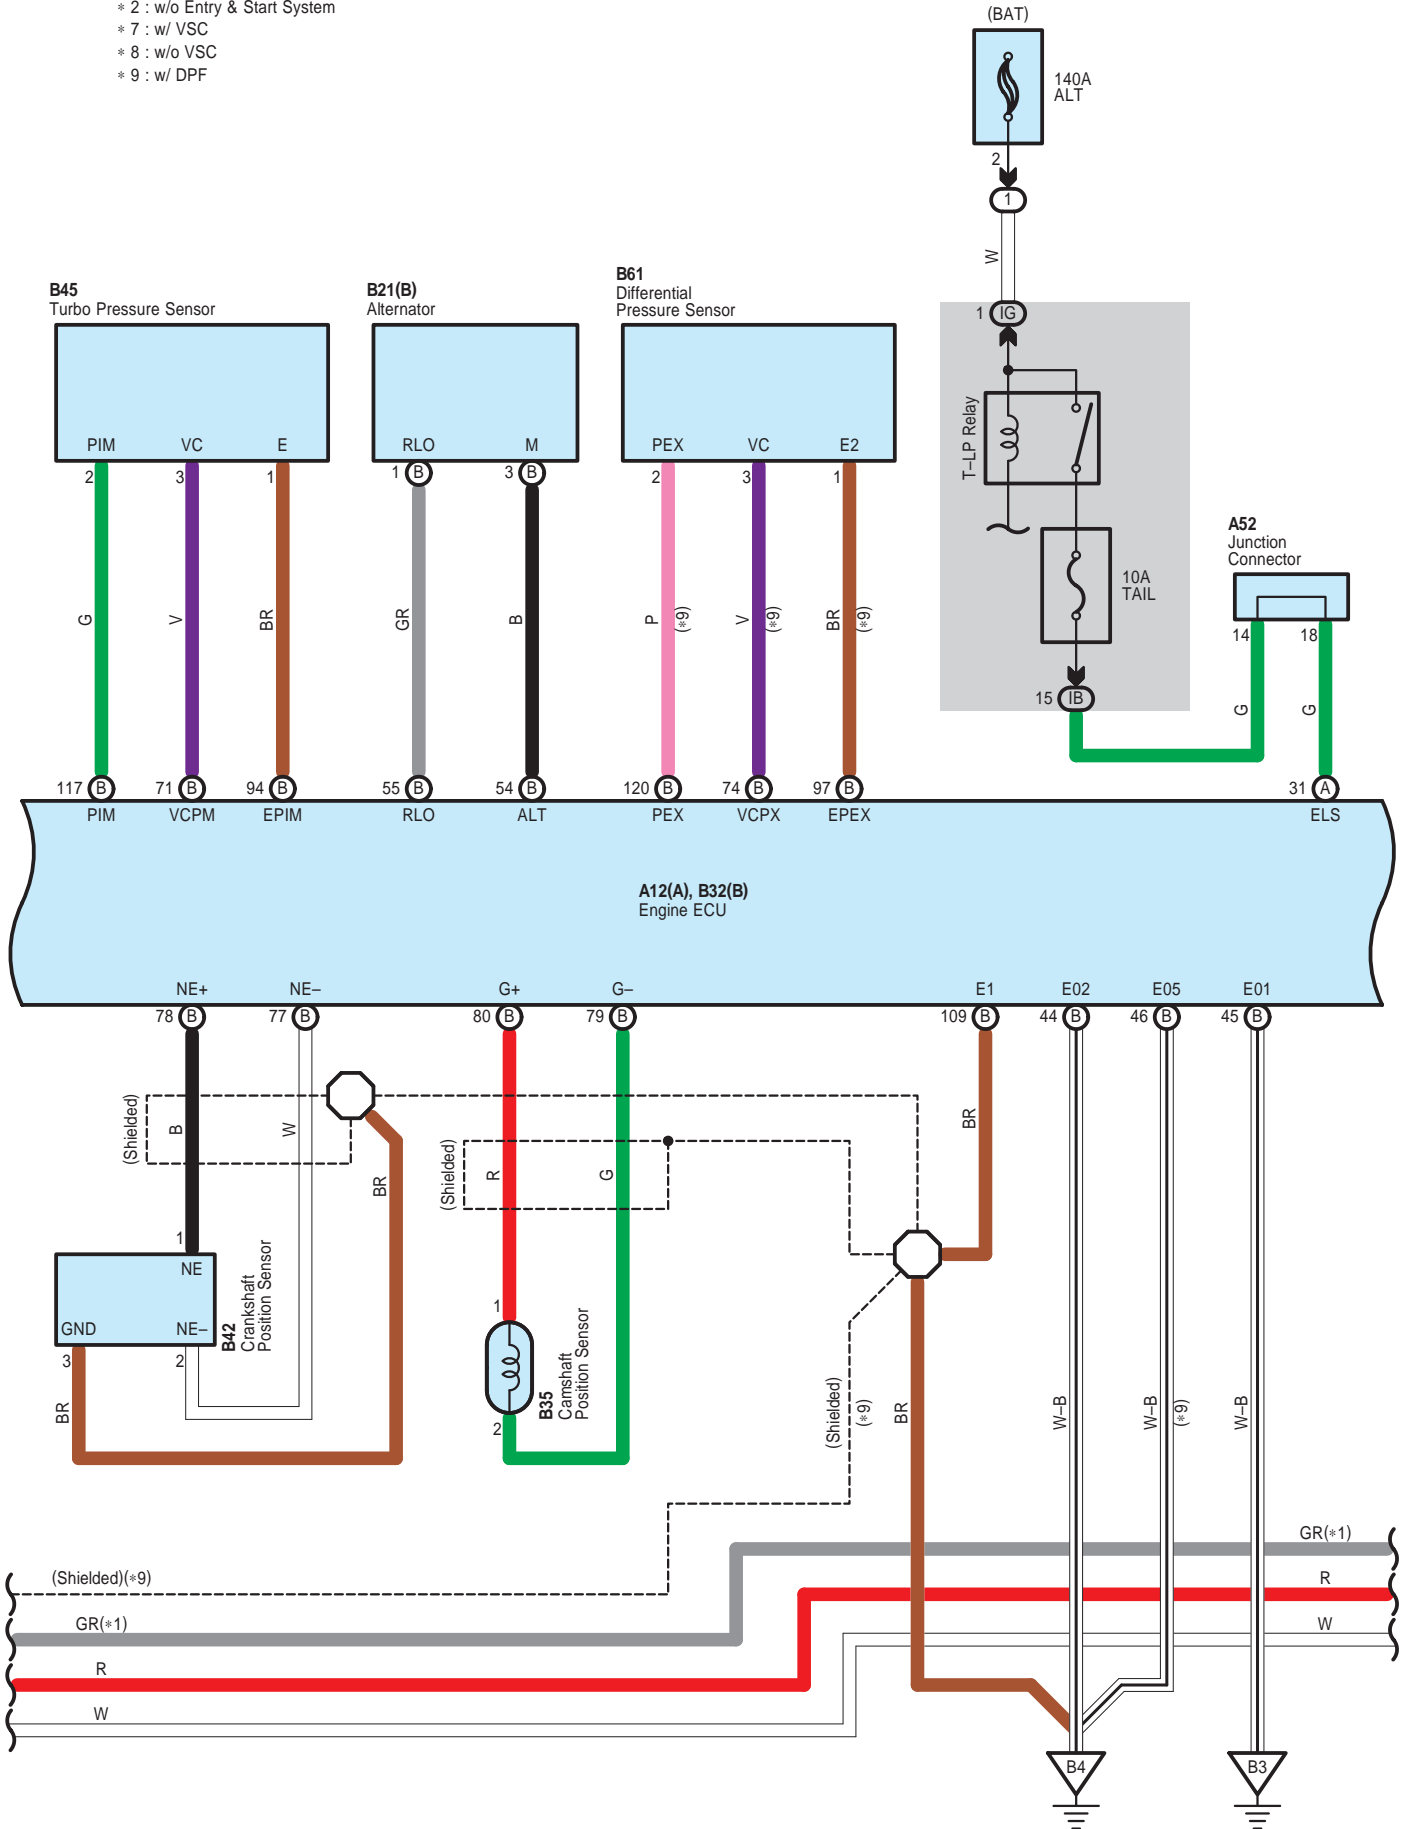 * 2 : w/o Entry & Start System
* 7 : w/ VSC
* 8 : w/o VSC
* 9 : w/ DPF
(BAT)
140A
ALT
2
1
W
1 IG
T–LP Relay
10A
TAIL
15 IB
A52
Junction
Connector
14 18
G G
B45
Turbo Pressure Sensor
PIM VC E
2 3 1
G V BR
B21(B)
Alternator
RLO M
1 B 3 B
GR B
B61
Differential
Pressure Sensor
PEX VC E2
2 3 1
P (*9) V (*9) BR (*9)
117 B 71 B 94 B 55 B 54 B 120 B 74 B 97 B 31 A
PIM VCPM EPIM RLO ALT PEX VCPX EPEX ELS
A12(A), B32(B)
Engine ECU
NE+ NE– G+ G– E1 E02 E05 E01
78 B 77 B 80 B 79 B 109 B 44 B 46 B 45 B
(Shielded) B W BR
(Shielded) R G
BR
1
NE
GND NE–
3 2
B42
Crankshaft
Position Sensor
BR
1
2
B35
Camshaft
Position Sensor
(Shielded)
(*9)
BR
W–B W–B (*9) W–B
GR(*1)
R
W
(Shielded)(*9)
GR(*1)
R
W
B4 B3